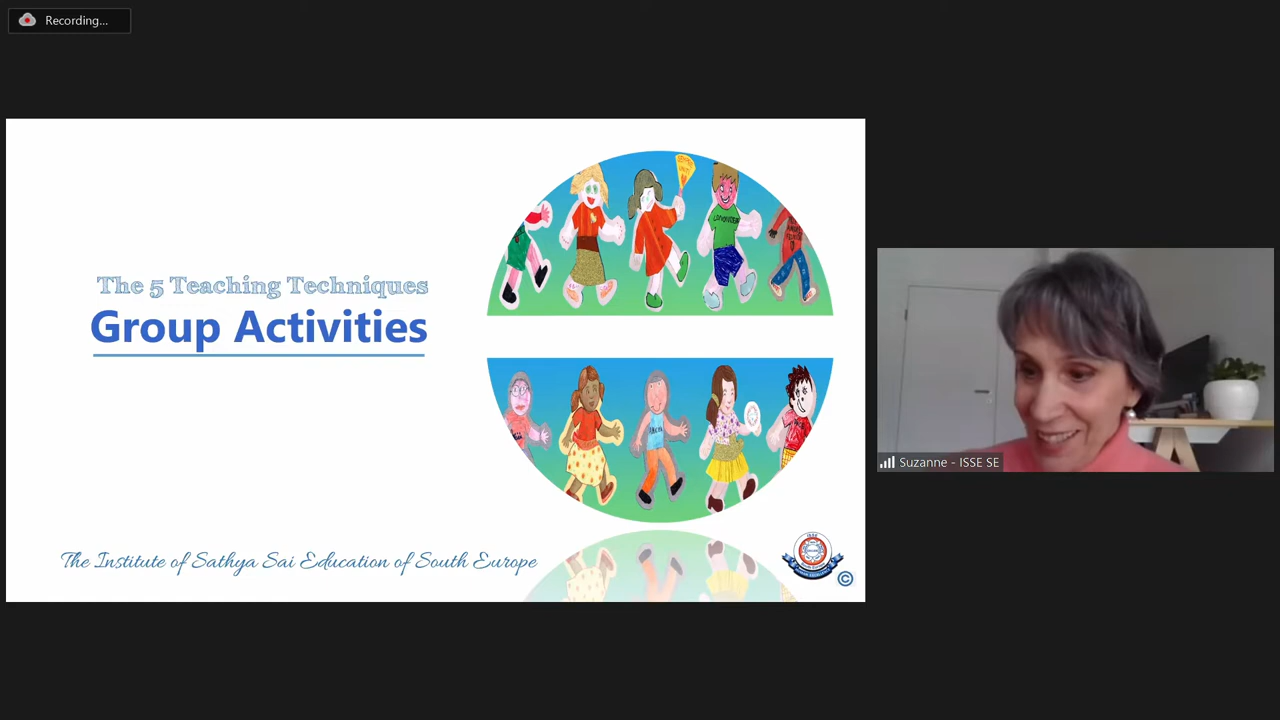 Recording...
The 5 Teaching Techniques
Group Activities
The Institute of Sathya Sai Education of South Europe
©
Suzanne - ISSE SE